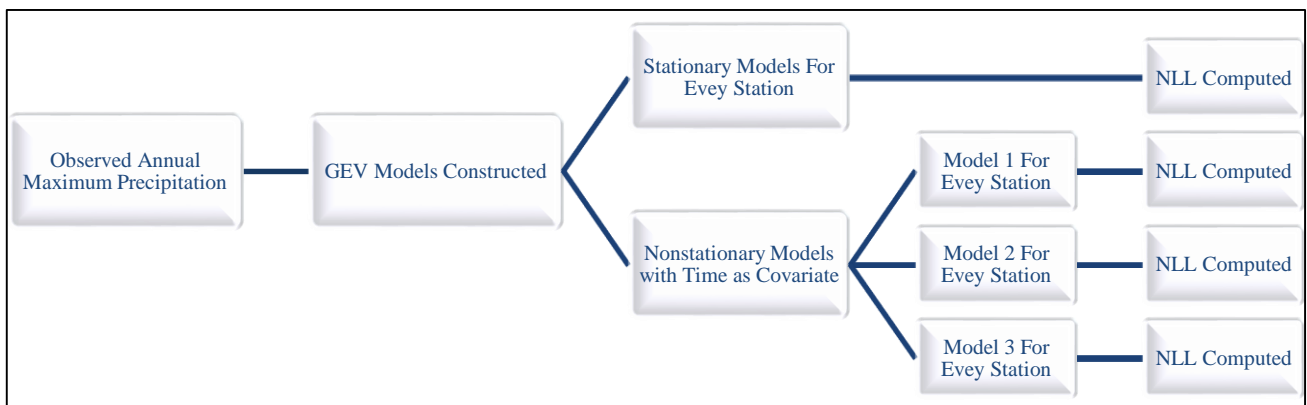 Observed Annual
Maximum Precipitation
GEV Models Constructed
Stationary Models For
Evey Station
NLL Computed
Nonstationary Models
with Time as Covariate
Model 1 For
Evey Station
NLL Computed
Model 2 For
Evey Station
NLL Computed
Model 3 For
Evey Station
NLL Computed